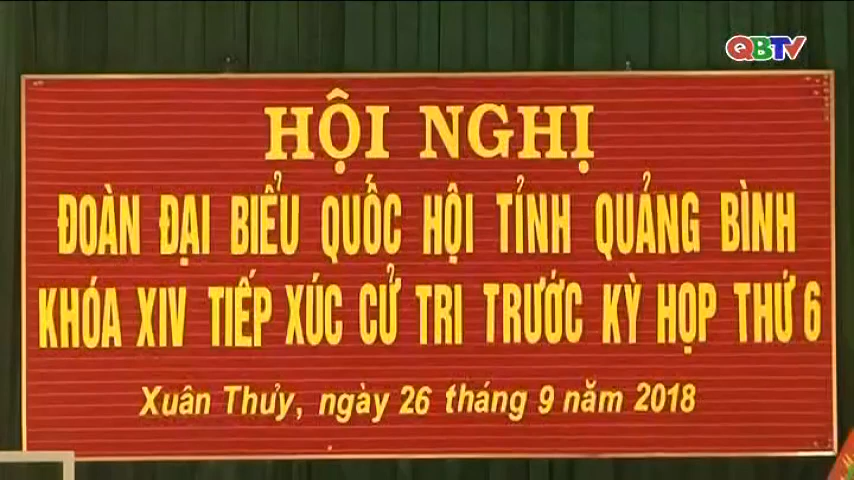 QBTV
HỘI NGHỊ
ĐOÀN ĐẠI BIỂU QUỐC HỘI TỈNH QUẢNG BÌNH
KHÓA XIV TIẾP XÚC CỬ TRI TRƯỚC KỲ HỌP THỨ 6
Xuân Thủy, ngày 26 tháng 9 năm 2018